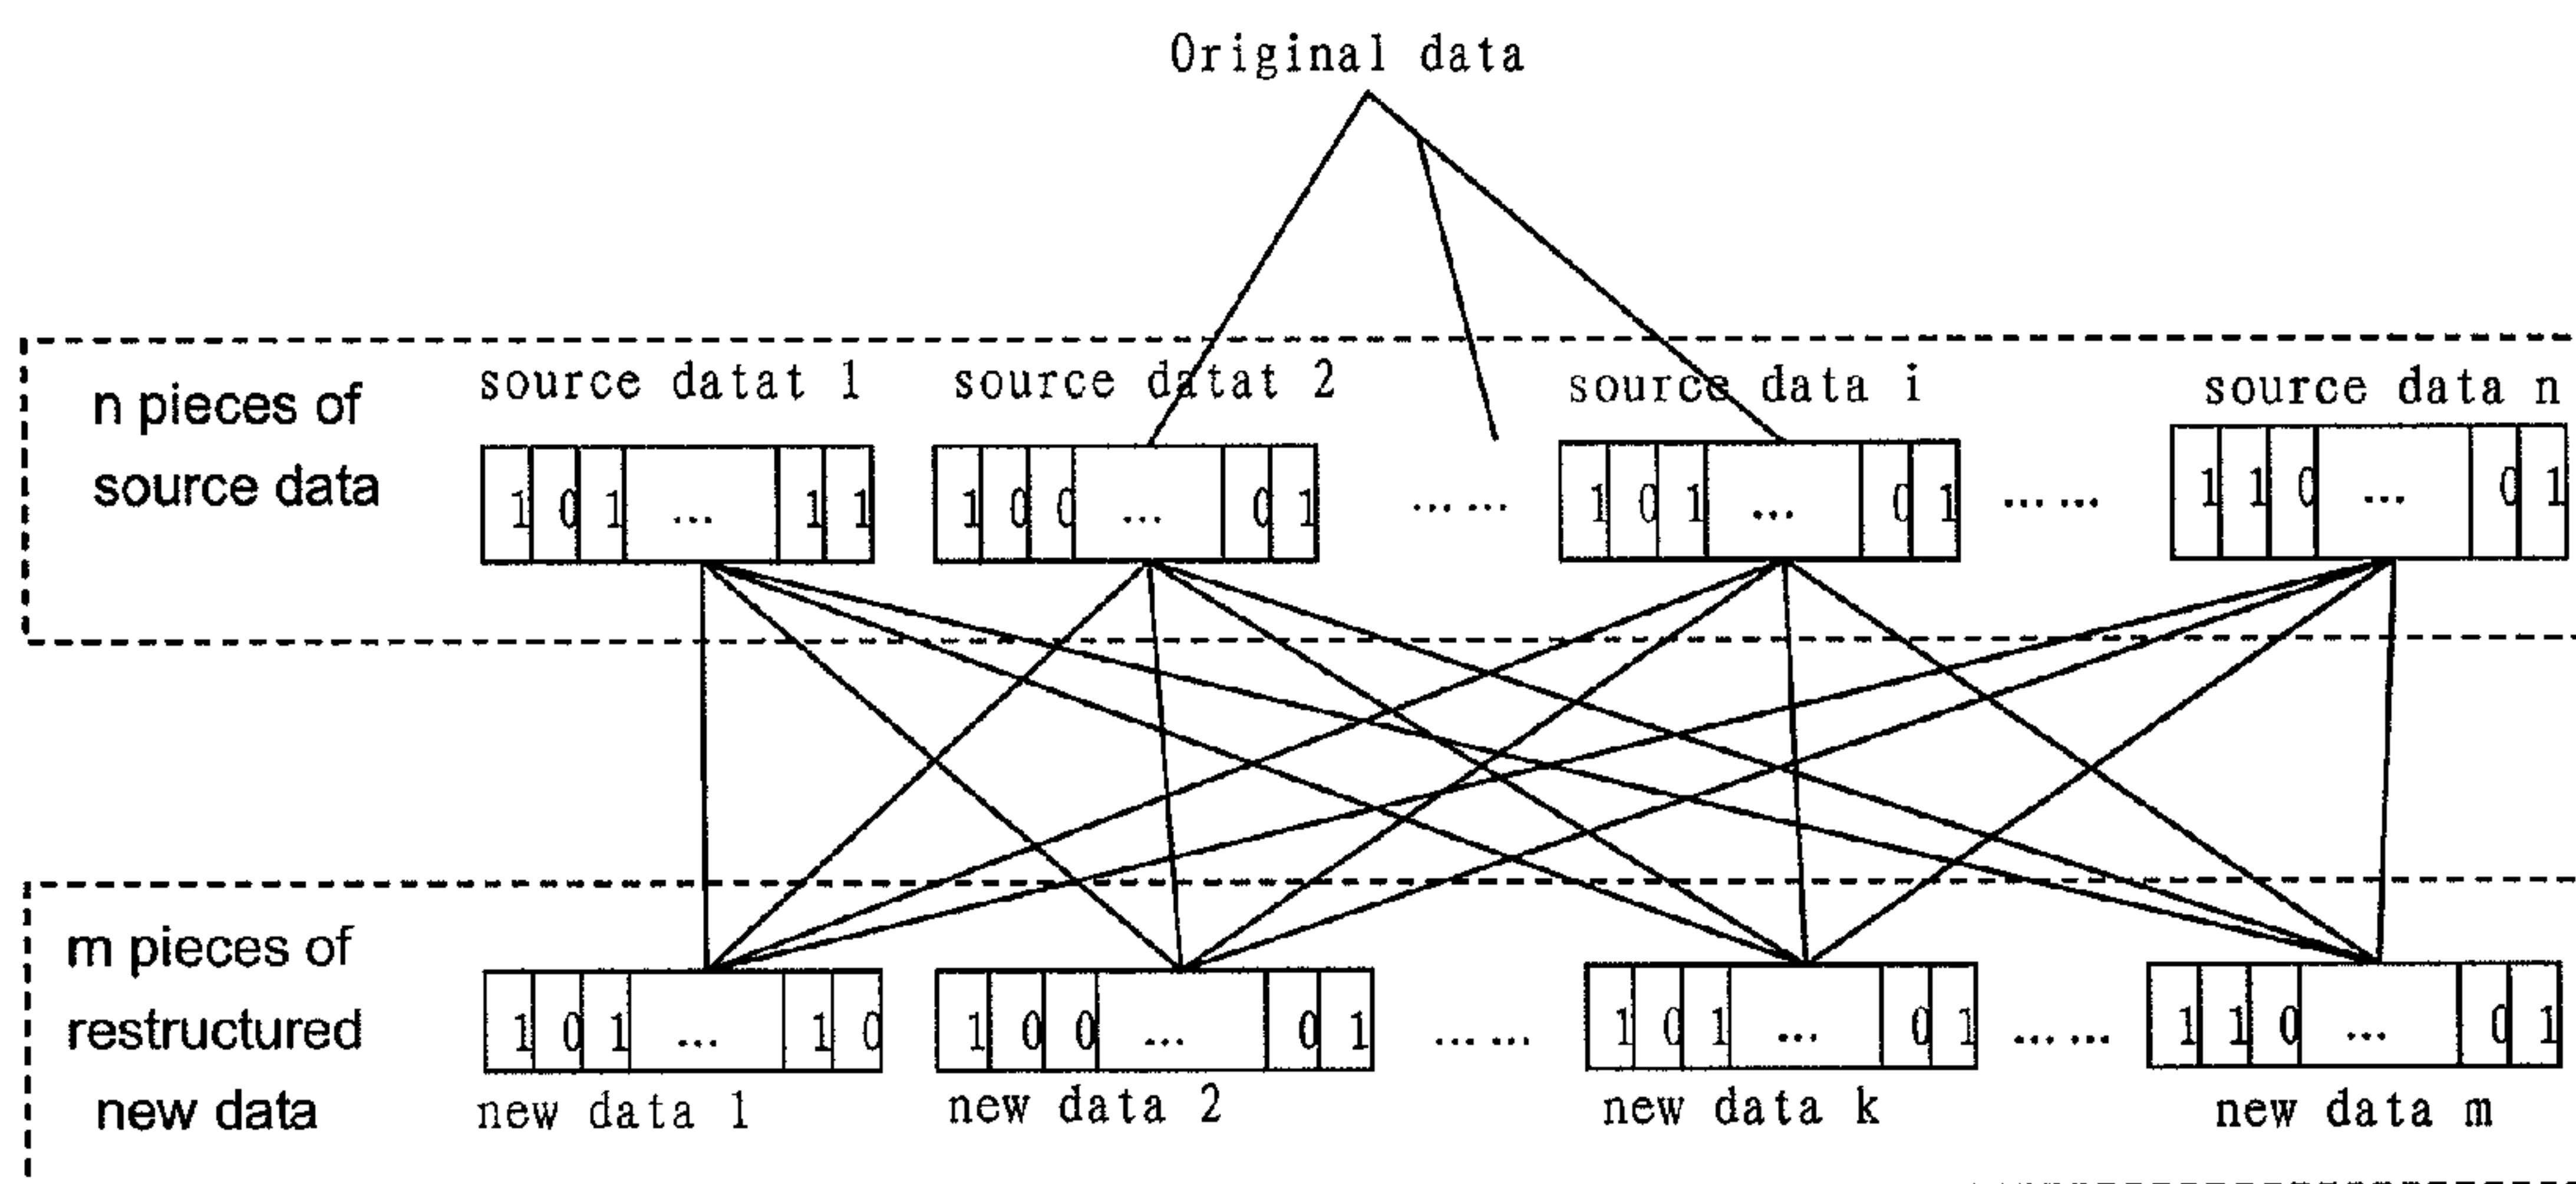 Original data
n pieces of
source data
source datat 1
source datat 2
source data i
source data n
1 0 1 ... 1 1
1 0 0 ... 0 1
……
1 0 1 ... 0 1
……
1 1 0 ... 0 1
m pieces of
restructured
new data
1 0 1 ... 1 0
1 0 0 ... 0 1
……
1 0 1 ... 0 1
……
1 1 0 ... 0 1
new data 1
new data 2
new data k
new data m